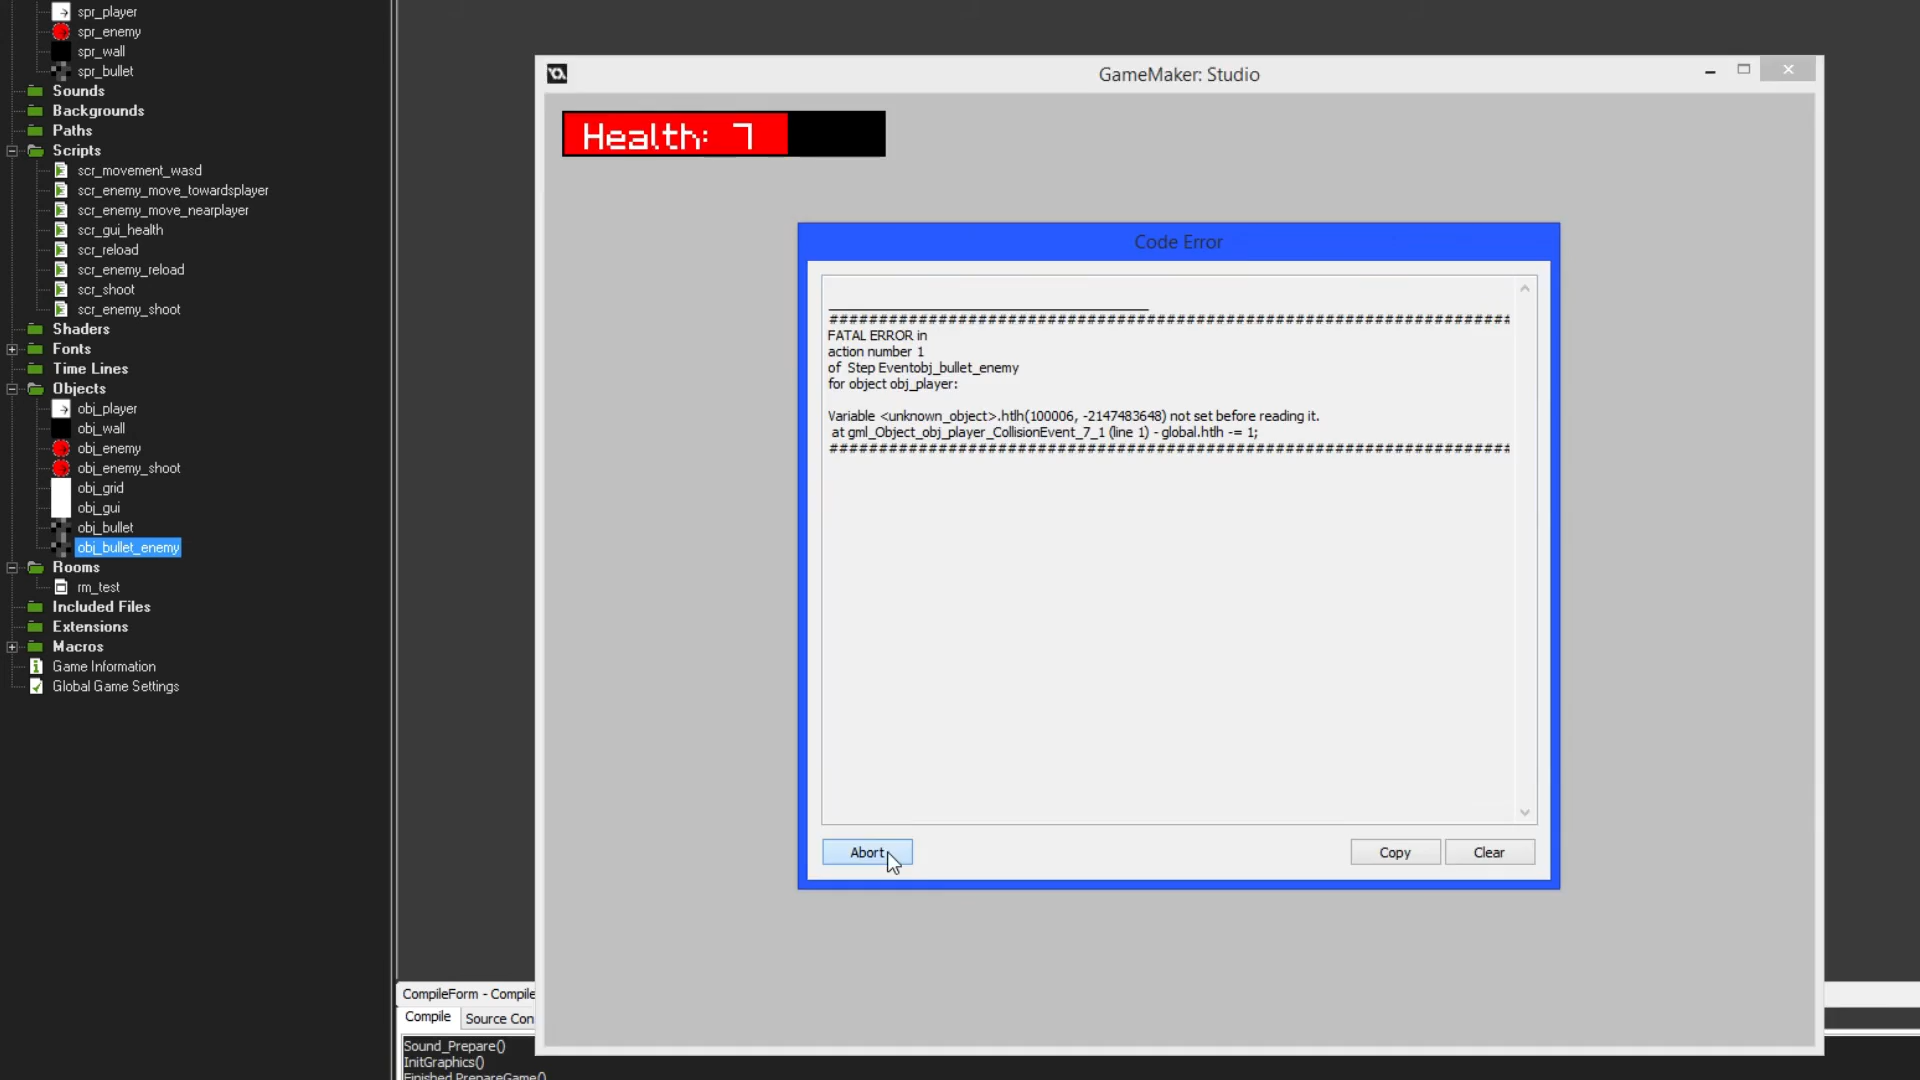 spr_player
spr_enemy
spr_wall
spr_bullet
Sounds
Backgrounds
Paths
Scripts
scr_movement_wasd
scr_enemy_move_towardsplayer
scr_enemy_move_nearplayer
scr_gui_health
scr_reload
scr_enemy_reload
scr_shoot
scr_enemy_shoot
Shaders
Fonts
Time Lines
Objects
obj_player
obj_wall
obj_enemy
obj_enemy_shoot
obj_grid
obj_gui
obj_bullet
obj_bullet_enemy
Rooms
rm_test
Included Files
Extensions
Macros
Game Information
Global Game Settings
GameMaker: Studio
Health: 7
Code Error
___________________________________________
####################################################################
FATAL ERROR in
action number 1
of  Step Eventobj_bullet_enemy
for object obj_player:
Variable <unknown_object>.htlh(100006, -2147483648) not set before reading it.
at gml_Object_obj_player_CollisionEvent_7_1 (line 1) - global.htlh -= 1;
####################################################################
Abort
Copy
Clear
CompileForm - Compile
Compile
Source Con
Sound_Prepare()
InitGraphics()
Finished PrepareGame()